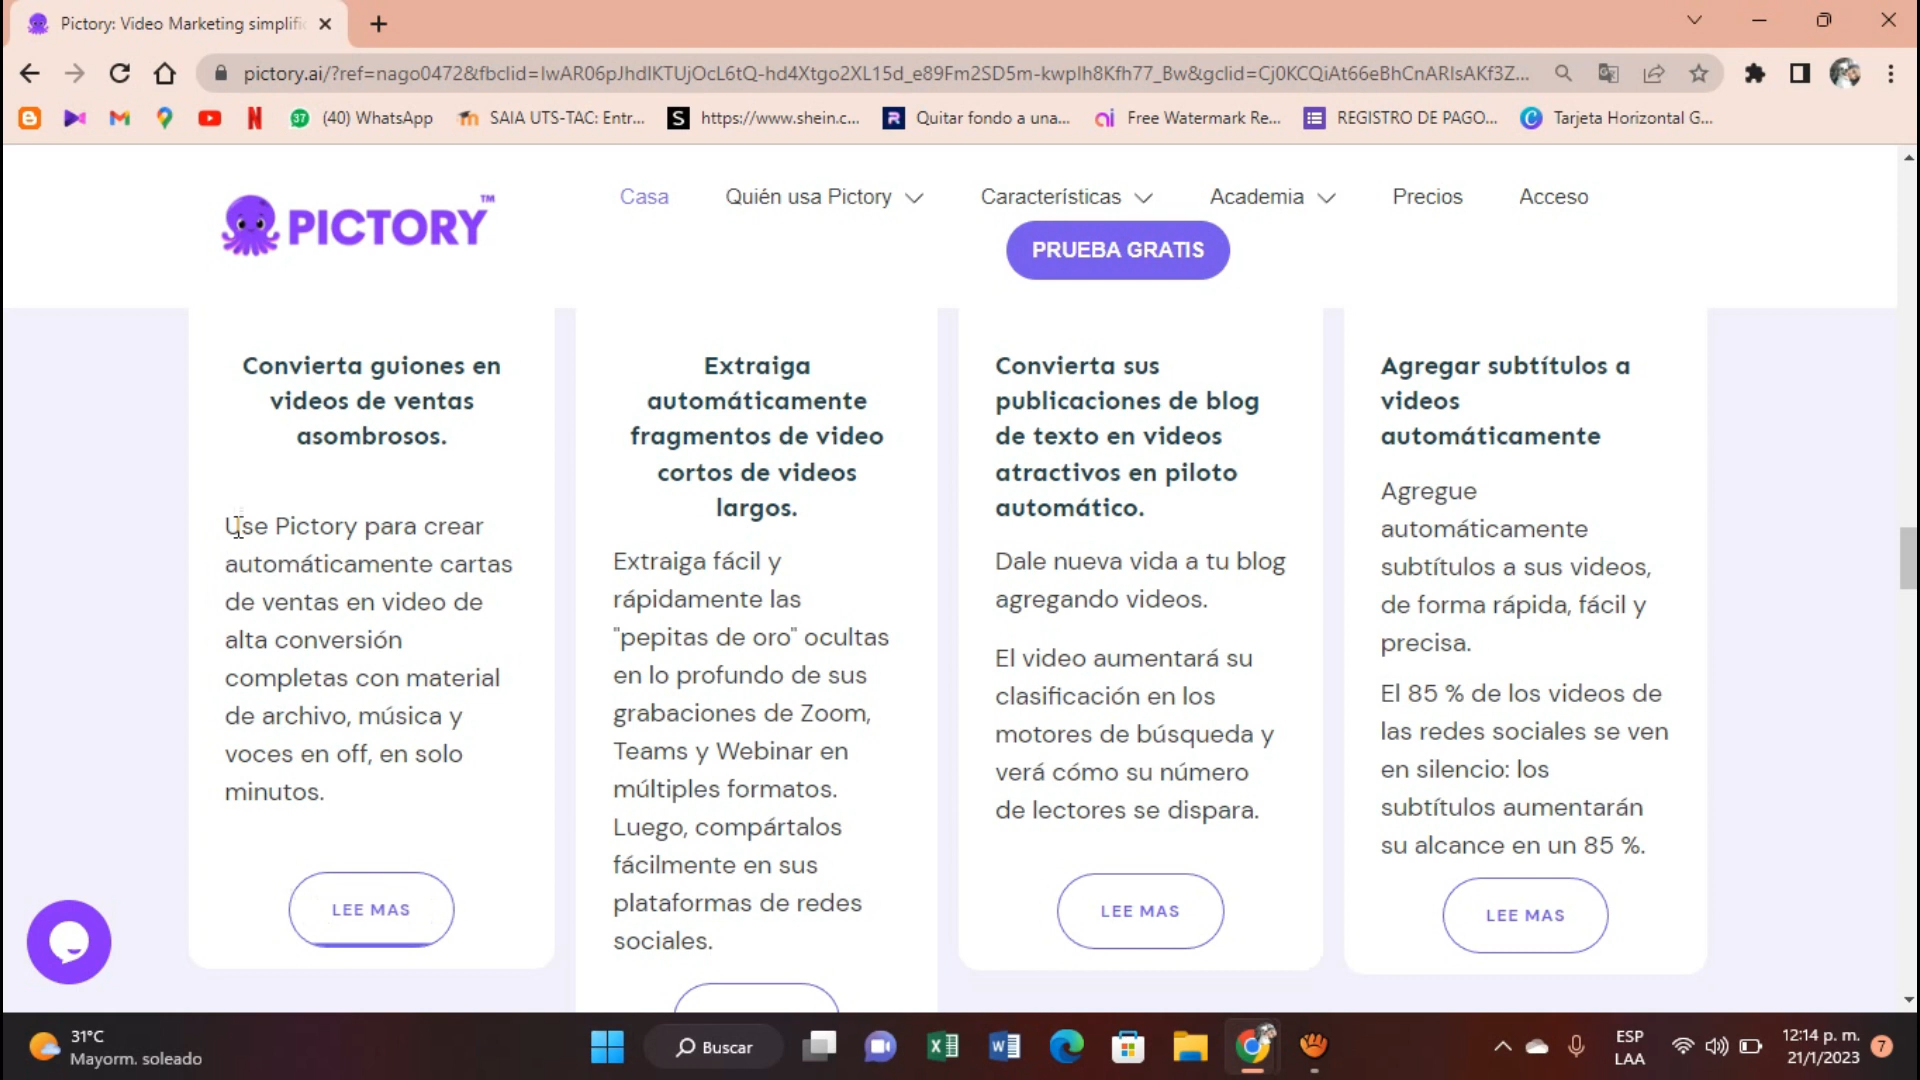 Pictory: Video Marketing simplifi
pictory.ai/?ref=nago0472&fbclid=IwAR06pJhdIKTUjOcL6tQ-hd4Xtgo2XL15d_e89Fm2SD5m-kwpIh8Kfh77_Bw&gclid=Cj0KCQiAt66eBhCnARIsAKf3Z...
37 (40) WhatsApp
SAIA UTS-TAC: Entr...
https://www.shein.c...
Quitar fondo a una...
Free Watermark Re...
REGISTRO DE PAGO...
Tarjeta Horizontal G...
PICTORY™
Casa
Quién usa Pictory
Características
Academia
Precios
Acceso
PRUEBA GRATIS
Convierta guiones en
videos de ventas
asombrosos.
Use Pictory para crear
automáticamente cartas
de ventas en video de
alta conversión
completas con material
de archivo, música y
voces en off, en solo
minutos.
LEE MAS
Extraiga
automáticamente
fragmentos de video
cortos de videos
largos.
Extraiga fácil y
rápidamente las
"pepitas de oro" ocultas
en lo profundo de sus
grabaciones de Zoom,
Teams y Webinar en
múltiples formatos.
Luego, compártalos
fácilmente en sus
plataformas de redes
sociales.
Convierta sus
publicaciones de blog
de texto en videos
atractivos en piloto
automático.
Dale nueva vida a tu blog
agregando videos.
El video aumentará su
clasificación en los
motores de búsqueda y
verá cómo su número
de lectores se dispara.
LEE MAS
Agregar subtítulos a
videos
automáticamente
Agregue
automáticamente
subtítulos a sus videos,
de forma rápida, fácil y
precisa.
El 85 % de los videos de
las redes sociales se ven
en silencio: los
subtítulos aumentarán
su alcance en un 85 %.
LEE MAS
31°C
Mayorm. soleado
Buscar
ESP
LAA
12:14 p. m.
21/1/2023
7